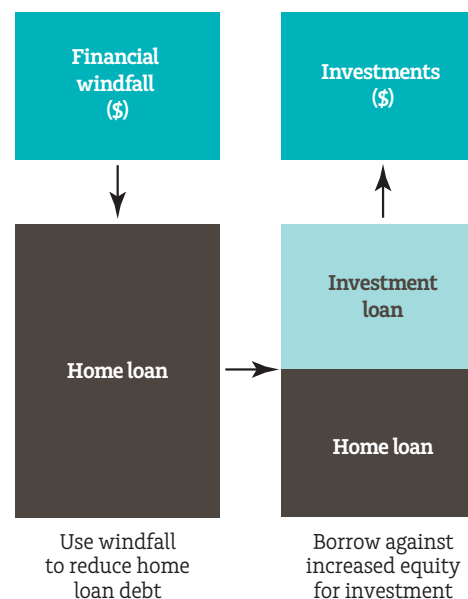 Financial
windfall
($)
Investments
($)
Home loan
Investment
loan
Home loan
Use windfall
to reduce home
loan debt
Borrow against
increased equity
for investment